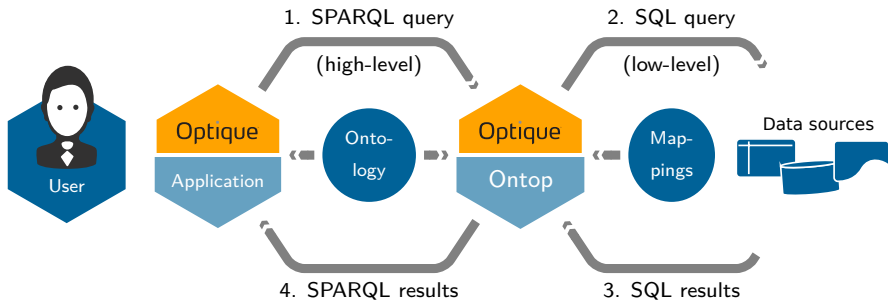 1. SPARQL query
2. SQL query
(high-level)
(low-level)
User
Optique
Application
Onto-
logy
Optique
Ontop
Map-
pings
Data sources
4. SPARQL results
3. SQL results